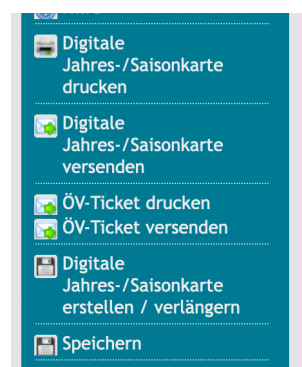 Digitale
Jahres-/Saisonkarte
drucken
Digitale
Jahres-/Saisonkarte
versenden
ÖV-Ticket drucken
ÖV-Ticket versenden
Digitale
Jahres-/Saisonkarte
erstellen / verlängern
Speichern